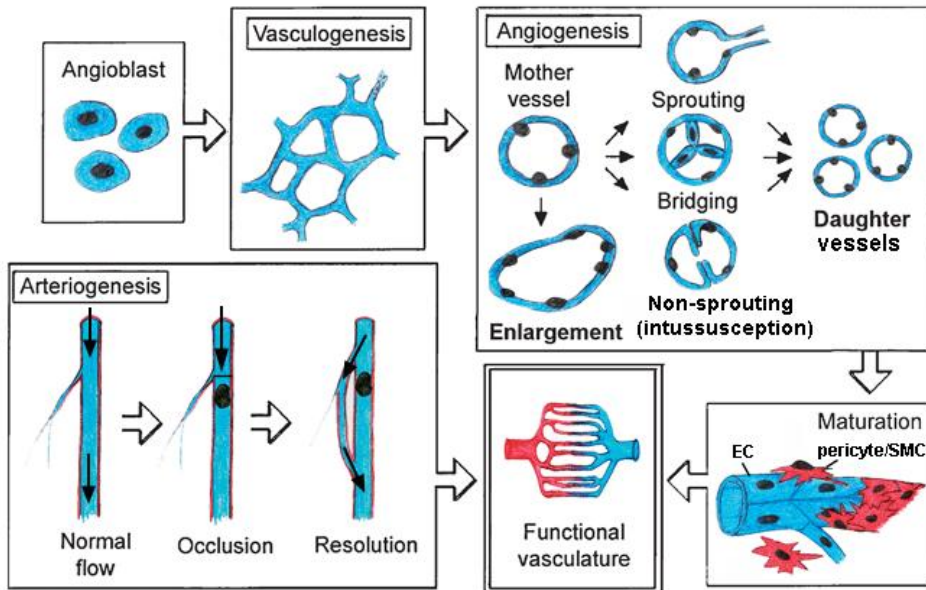 Angioblast
Vasculogenesis
Angiogenesis
Mother
vessel
Sprouting
Bridging
Daughter
vessels
Enlargement
Non-sprouting
(intussusception)
Arteriogenesis
Normal
flow
Occlusion
Resolution
Functional
vasculature
Maturation
EC
pericyte/SMC